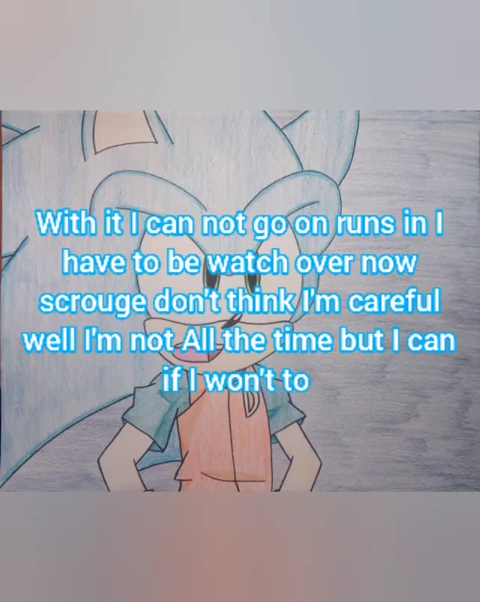 With it I can not go on runs in I
have to be watch over now
scrouge don't think I'm careful
well I'm not All the time but I can
if I won't to